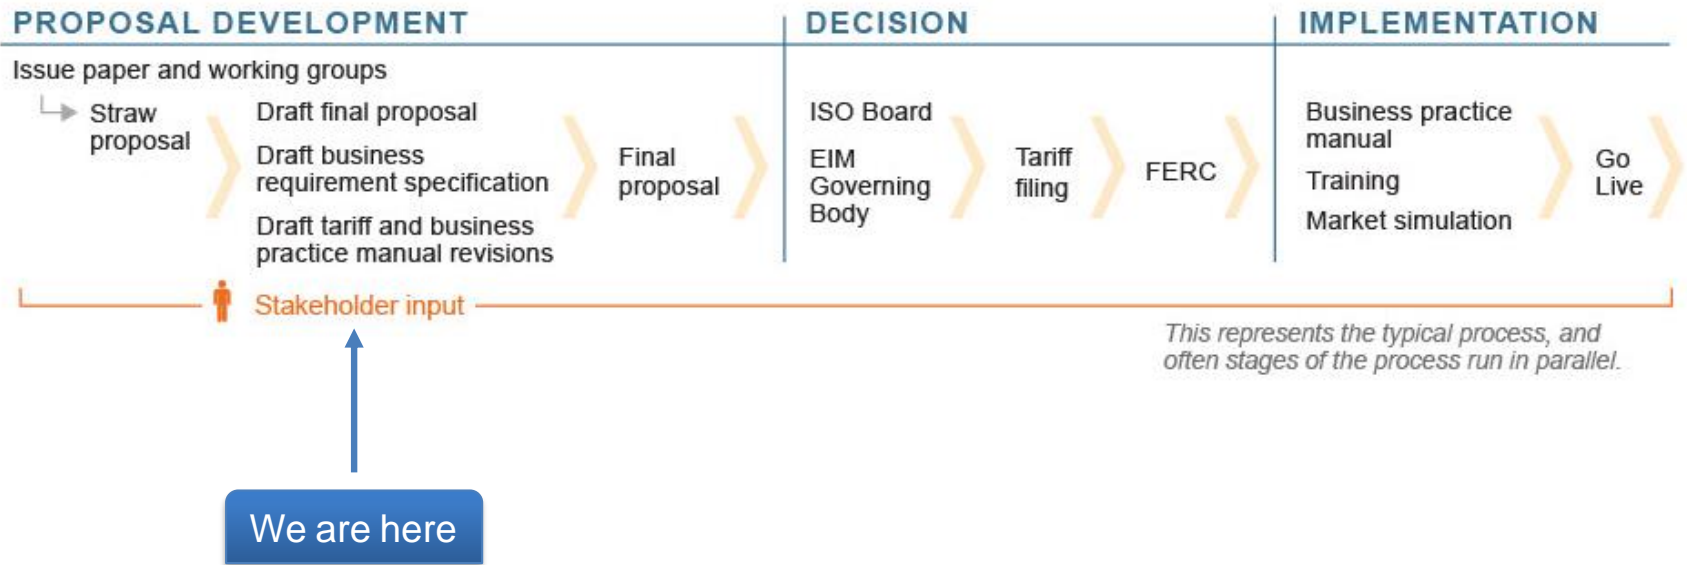 PROPOSAL DEVELOPMENT
Issue paper and working groups
Straw
proposal
Draft final proposal
Draft business
requirement specification
Draft tariff and business
practice manual revisions
Final
proposal
DECISION
ISO Board
EIM
Governing
Body
Tariff
filing
FERC
IMPLEMENTATION
Business practice
manual
Training
Market simulation
Go
Live
Stakeholder input
This represents the typical process, and
often stages of the process run in parallel.
We are here